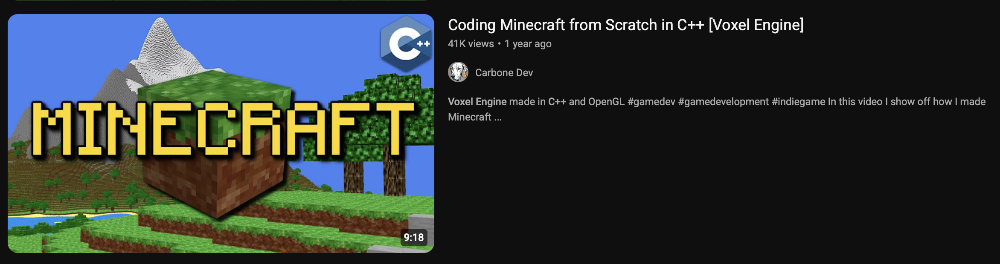 C++
MINECRAFT
9:18
Coding Minecraft from Scratch in C++ [Voxel Engine]
41K views • 1 year ago
Carbone Dev
Voxel Engine made in C++ and OpenGL #gamedev #gamedevelopment #indiegame In this video I show off how I made
Minecraft ...